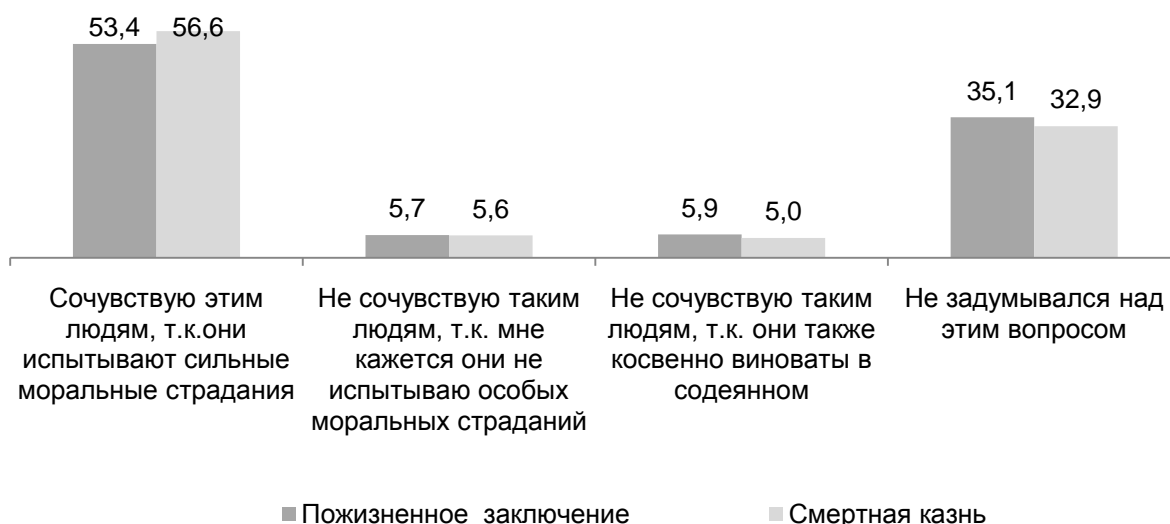 53,4 56,6
5,7 5,6
5,9 5,0
35,1 32,9
Сочувствую этим
людям, т.к.они
испытывают сильные
моральные страдания
Не сочувствую таким
людям, т.к. мне
кажется они не
испытываю особых
моральных страданий
Не сочувствую таким
людям, т.к. они также
косвенно виноваты в
содеянном
Не задумывался над
этим вопросом
Пожизненное заключение
Смертная казнь